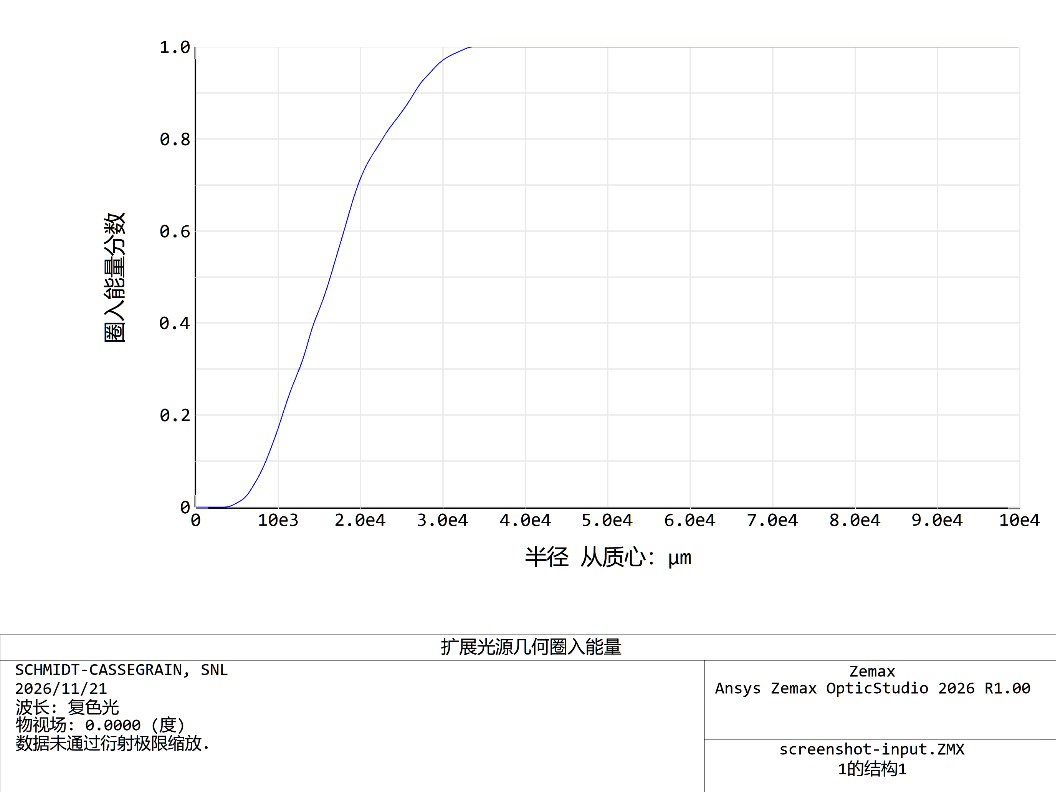 1.0
0.8
0.6
0.4
0.2
0
圈入能量分数
0 10e3 2.0e4 3.0e4 4.0e4 5.0e4 6.0e4 7.0e4 8.0e4 9.0e4 10e4
半径 从质心: µm
扩展光源几何圈入能量
SCHMIDT-CASSEGRAIN, SNL
2026/11/21
波长: 复色光
物视场: 0.0000 (度)
数据未通过衍射极限缩放.
Zemax
Ansys Zemax OpticStudio 2026 R1.00
screenshot-input.ZMX
1的结构1